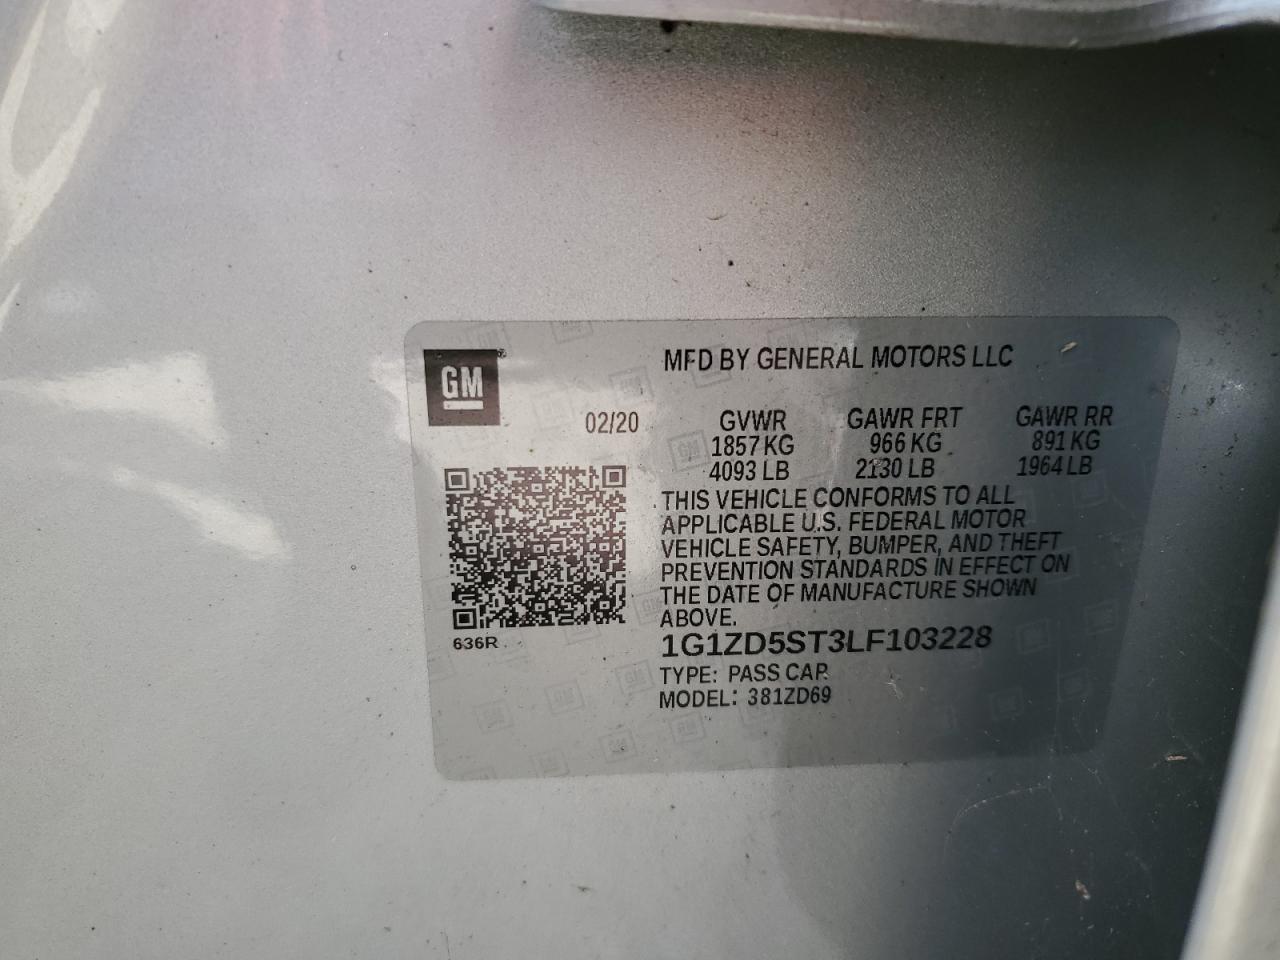 GM
MFD BY GENERAL MOTORS LLC
02/20 GVWR GAWR FRT GAWR RR
1857 KG 966 KG 891 KG
4093 LB 2130 LB 1964 LB
THIS VEHICLE CONFORMS TO ALL
APPLICABLE U.S. FEDERAL MOTOR
VEHICLE SAFETY, BUMPER, AND THEFT
PREVENTION STANDARDS IN EFFECT ON
THE DATE OF MANUFACTURE SHOWN
ABOVE.
636R
1G1ZD5ST3LF103228
TYPE: PASS CAR
MODEL: 381ZD69